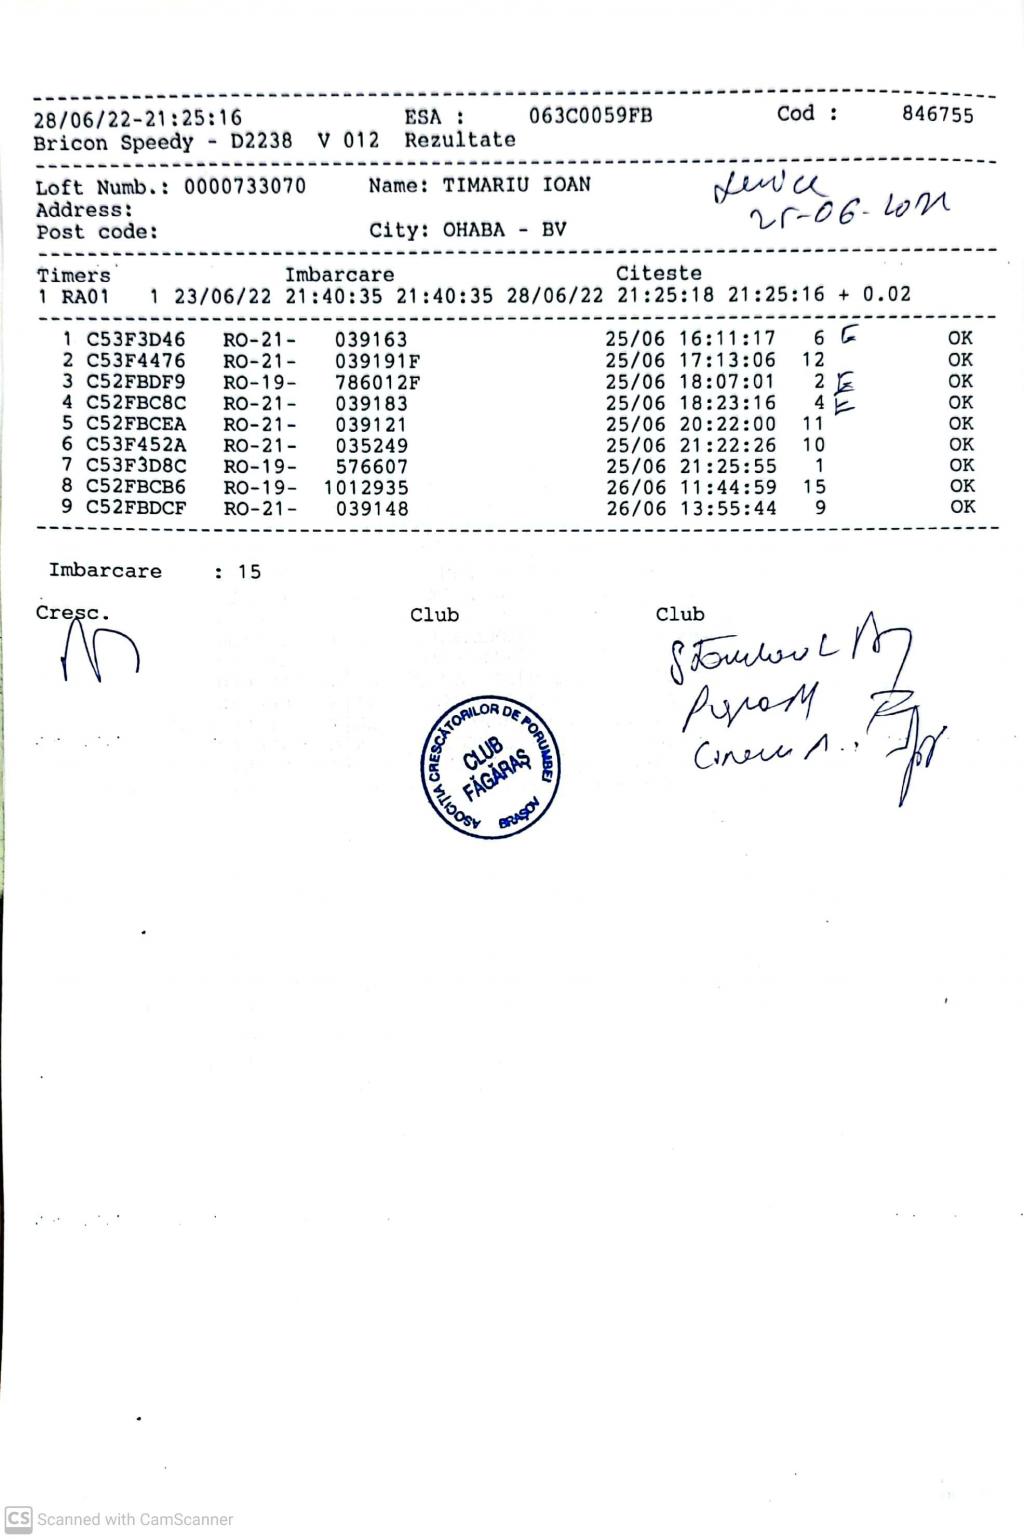 28/06/22-21:25:16 ESA : 063C0059FB Cod : 846755
Bricon Speedy - D2238 V 012 Rezultate
Loft Numb.: 0000733070 Name: TIMARIU IOAN
Address:
25-06-2022
Post code: City: OHABA - BV
Timers Imbarcare Citeste
1 RA01 1 23/06/22 21:40:35 21:40:35 28/06/22 21:25:18 21:25:16 + 0.02
1 C53F3D46 RO-21- 039163 25/06 16:11:17 6 E OK
2 C53F4476 RO-21- 039191F 25/06 17:13:06 12 OK
3 C52FBDF9 RO-19- 786012F 25/06 18:07:01 2 E OK
4 C52FBC8C RO-21- 039183 25/06 18:23:16 4 E OK
5 C52FBCEA RO-21- 039121 25/06 20:22:00 11 OK
6 C53F452A RO-21- 035249 25/06 21:22:26 10 OK
7 C53F3D8C RO-19- 576607 25/06 21:25:55 1 OK
8 C52FBCB6 RO-19- 1012935 26/06 11:44:59 15 OK
9 C52FBDCF RO-21- 039148 26/06 13:55:44 9 OK
Imbarcare : 15
Cresc. Club Club
ASOCIŢIA CRESCĂTORILOR DE PORUMBEI
CLUB
FĂGĂRAŞ
BRAŞOV
CS Scanned with CamScanner